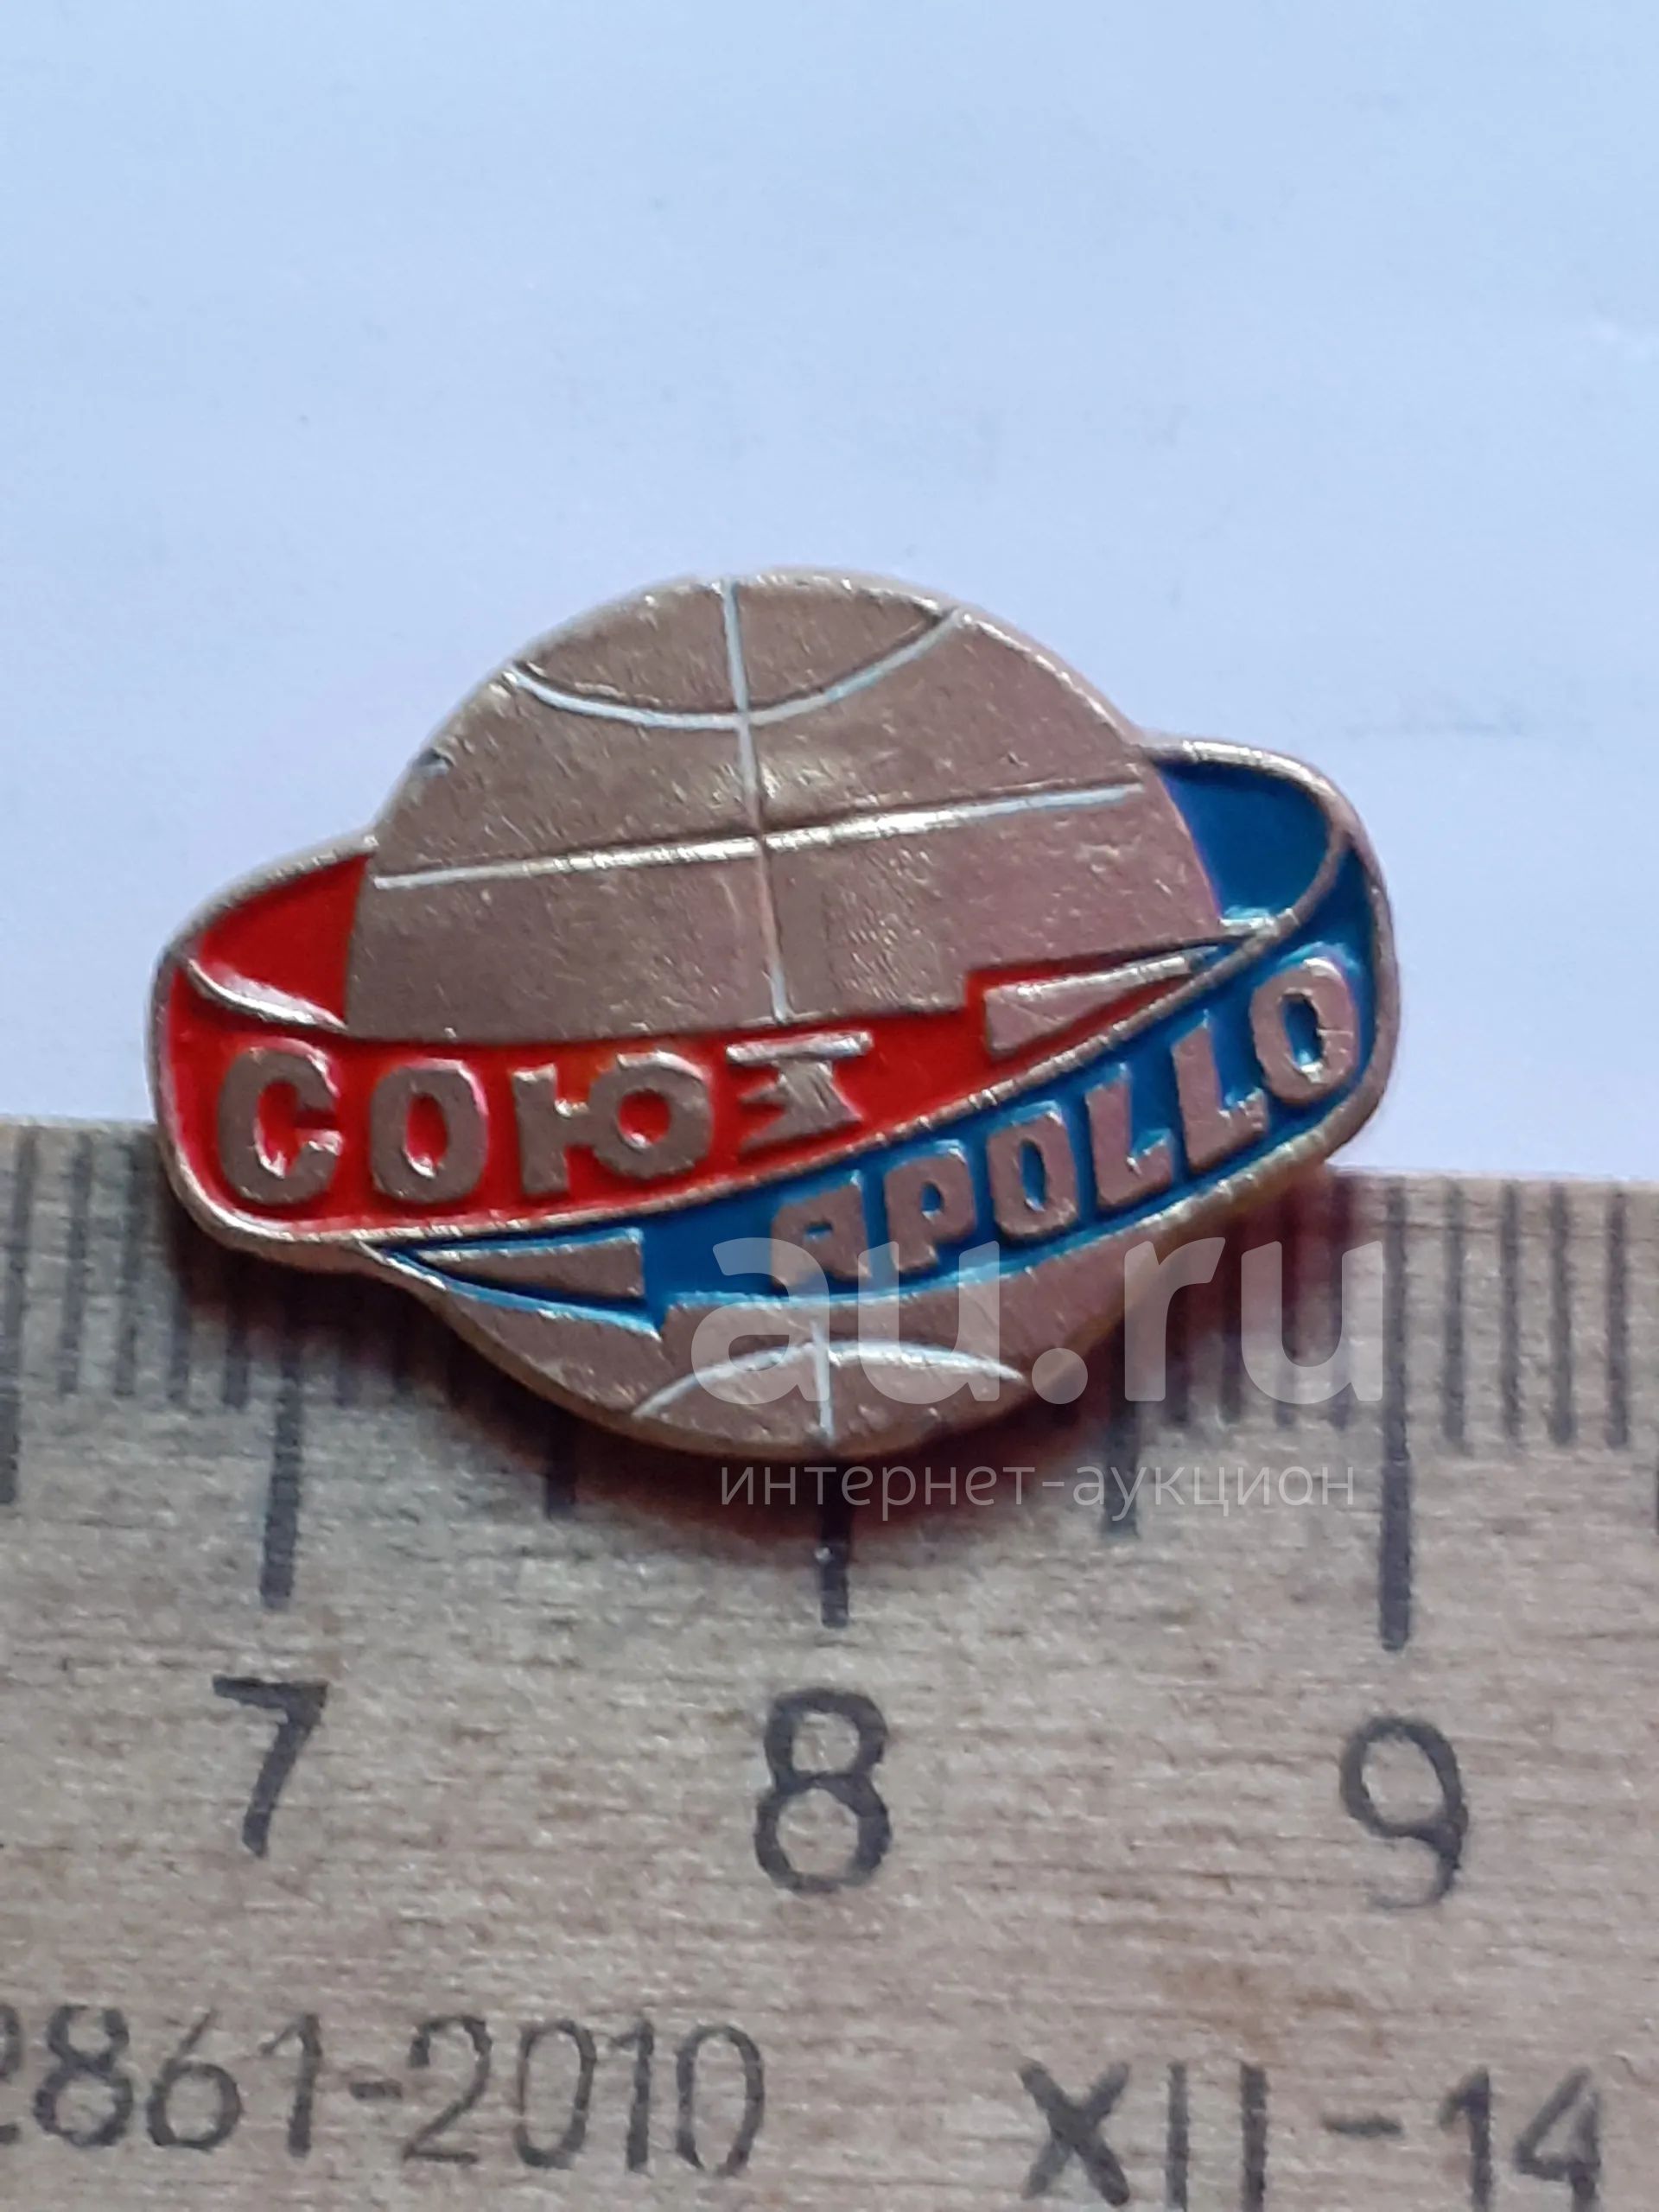 СОЮЗ
APOLLO
au.ru
интернет-аукцион
7 8 9
2861-2010 XII-14